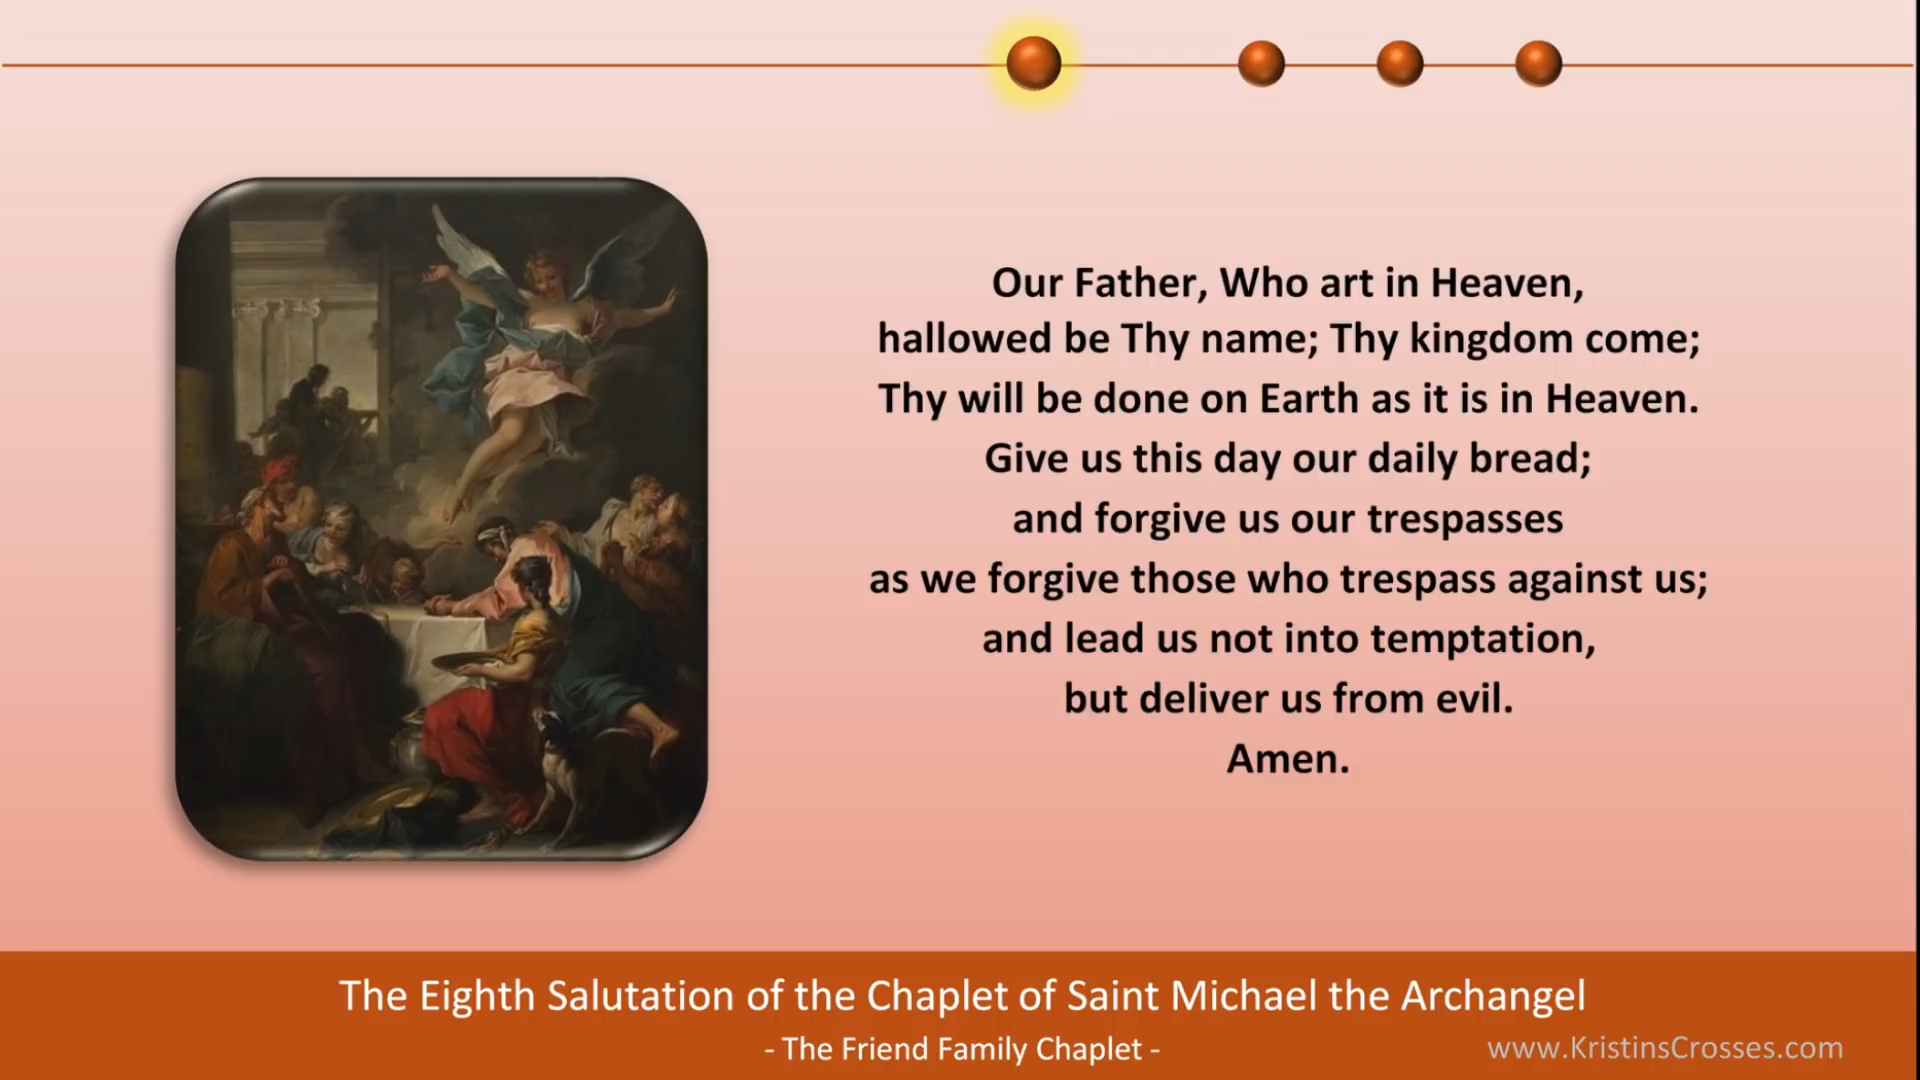 Our Father, Who art in Heaven,
hallowed be Thy name; Thy kingdom come;
Thy will be done on Earth as it is in Heaven.
Give us this day our daily bread;
and forgive us our trespasses
as we forgive those who trespass against us;
and lead us not into temptation,
but deliver us from evil.
Amen.
The Eighth Salutation of the Chaplet of Saint Michael the Archangel
- The Friend Family Chaplet -
www.KristinsCrosses.com